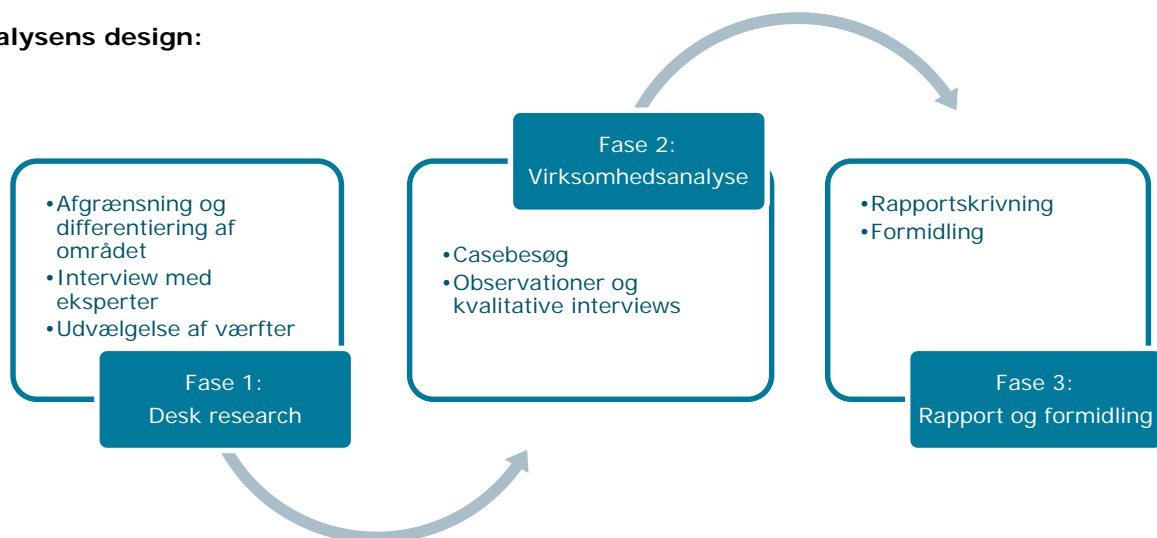 alysens design:
•Afgrænsning og
differentiering af
området
•Interview med
eksperter
•Udvælgelse af værfter
Fase 1:
Desk research
Fase 2:
Virksomhedsanalyse
•Casebesøg
•Observationer og
kvalitative interviews
•Rapportskrivning
•Formidling
Fase 3:
Rapport og formidling